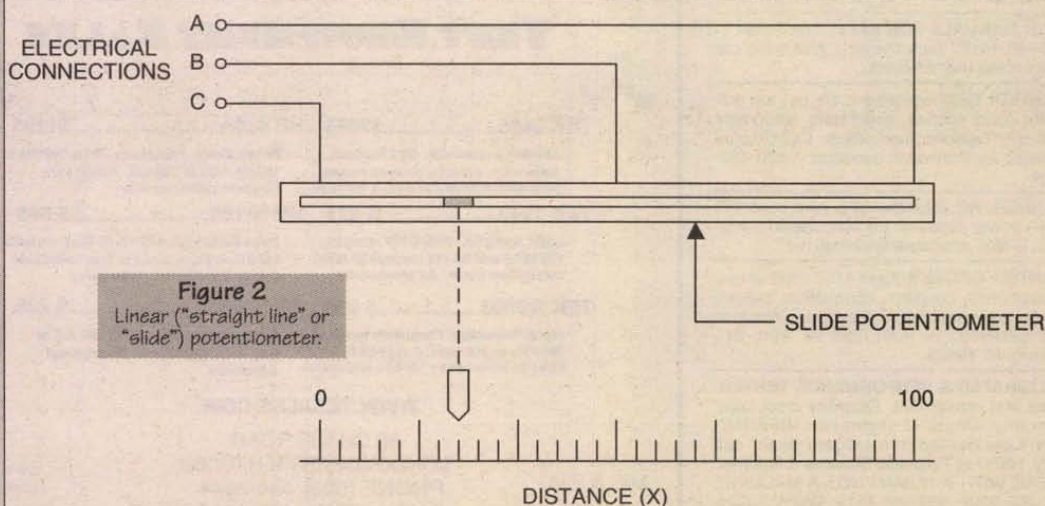 A
ELECTRICAL
CONNECTIONS
B
C
Figure 2
Linear ("straight line" or
"slide") potentiometer.
SLIDE POTENTIOMETER
0
100
DISTANCE (X)